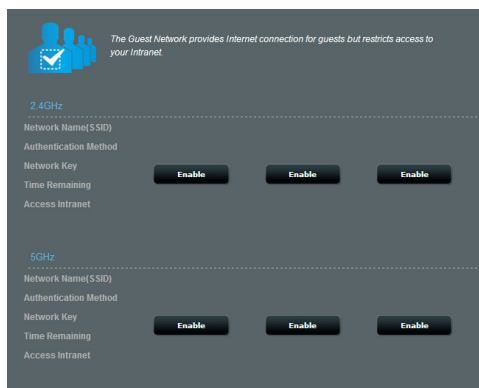 The Guest Network provides Internet connection for guests but restricts access to
your Intranet.
2.4GHz
Network Name(SSID)
Authentication Method
Network Key
Enable Enable Enable
Time Remaining
Access Intranet
5GHz
Network Name(SSID)
Authentication Method
Network Key
Enable Enable Enable
Time Remaining
Access Intranet